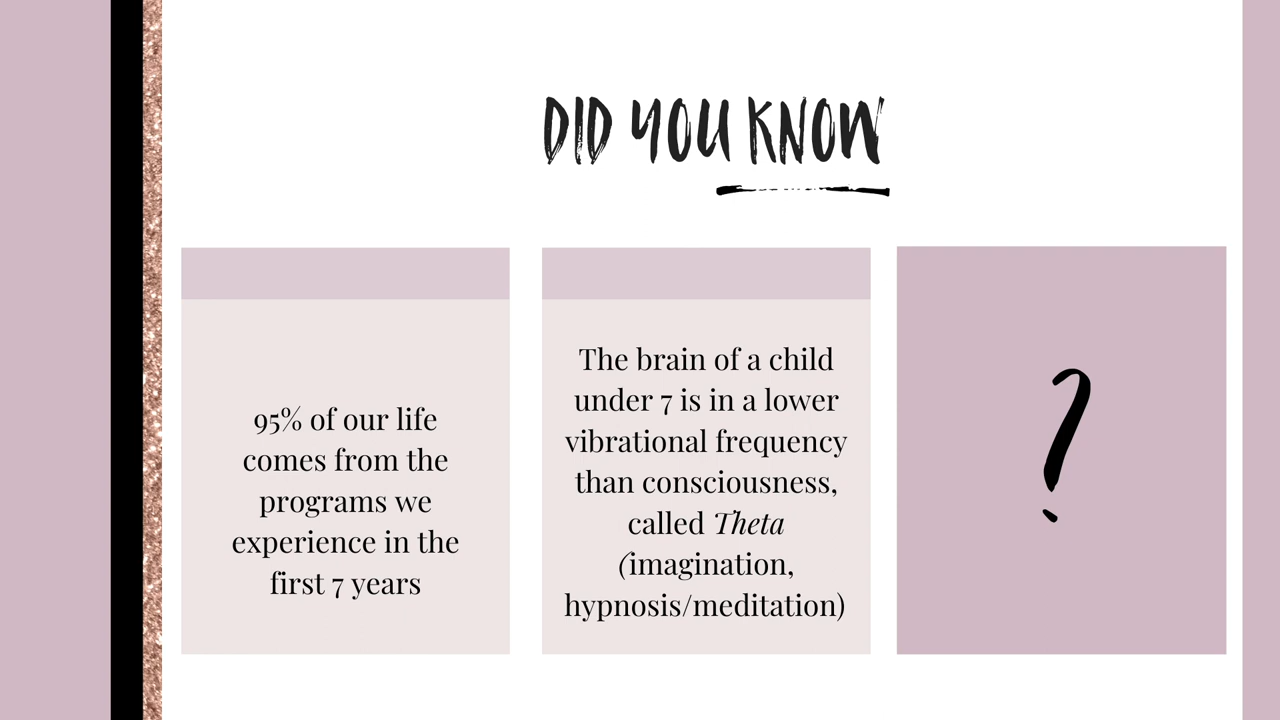 DID YOU KNOW
95% of our life
comes from the
programs we
experience in the
first 7 years
The brain of a child
under 7 is in a lower
vibrational frequency
than consciousness,
called Theta
(imagination,
hypnosis/meditation)
?